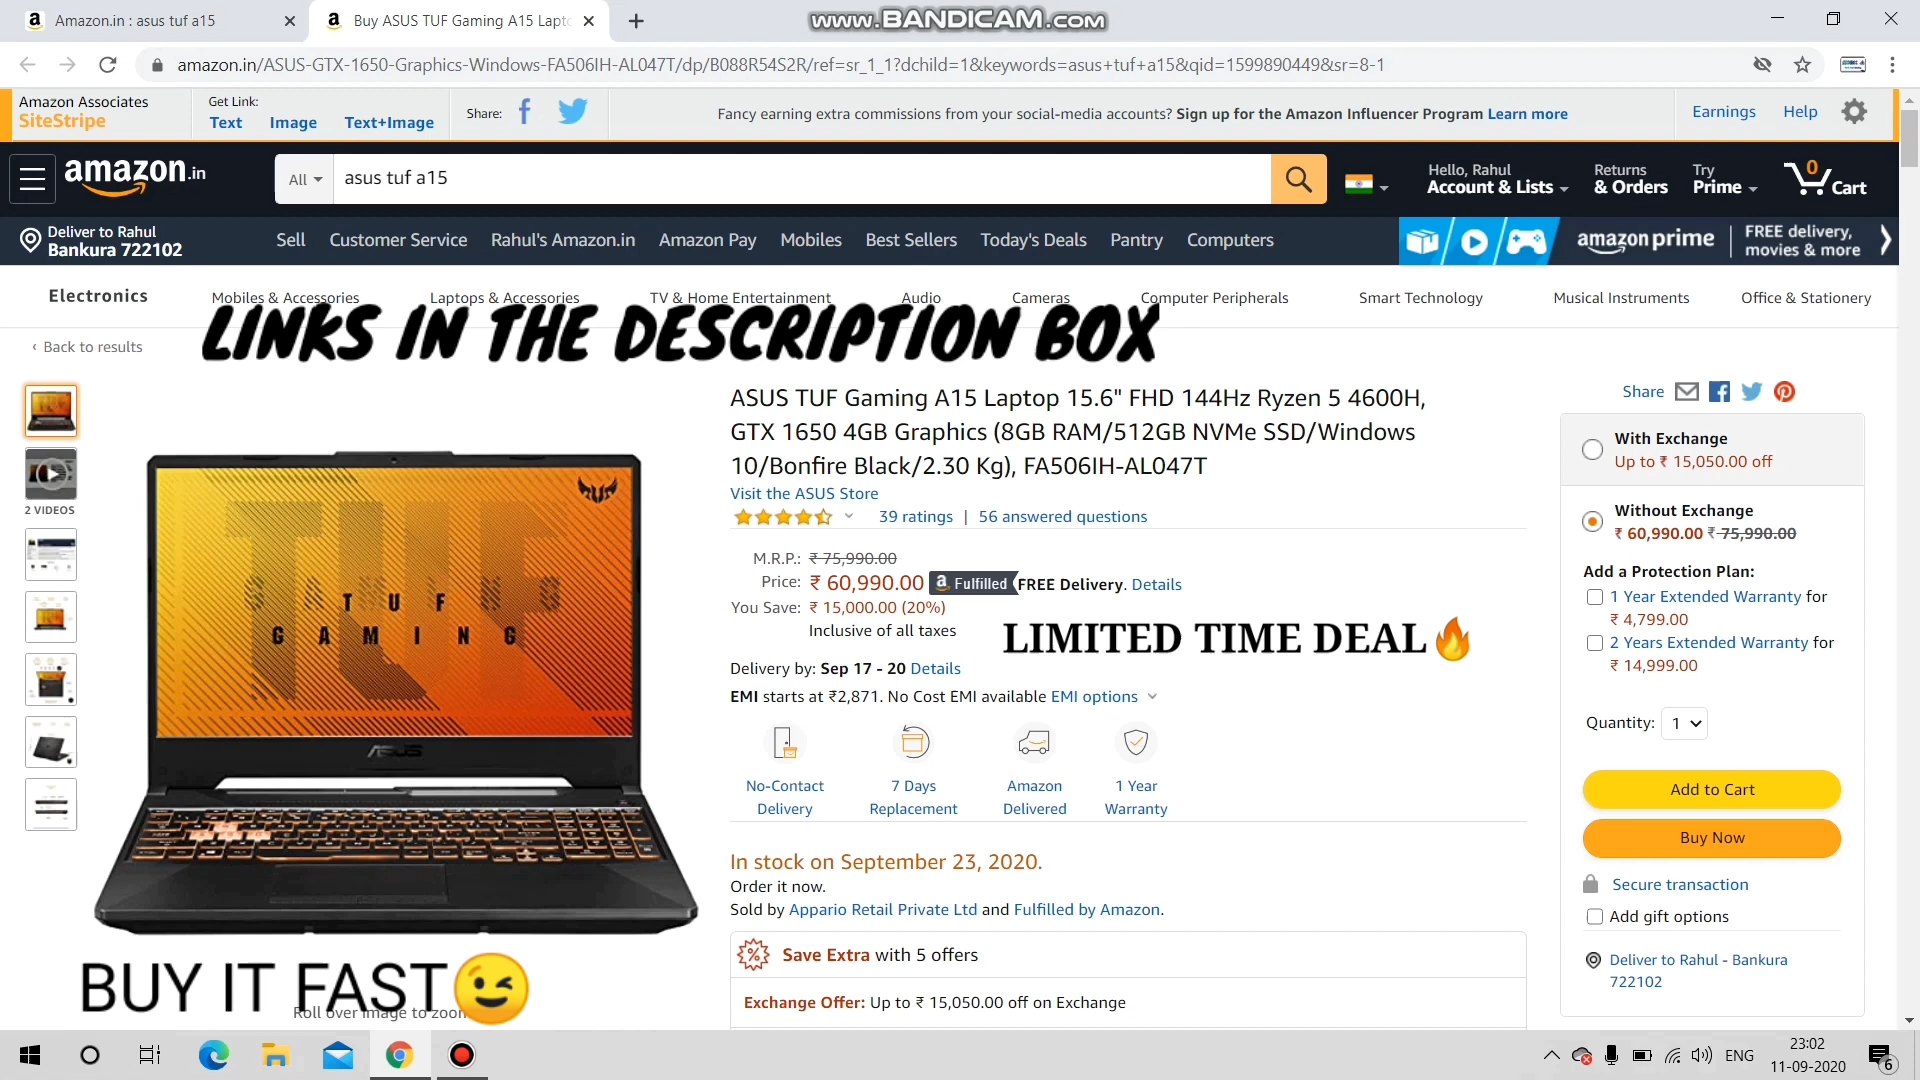 Amazon.in : asus tuf a15
Buy ASUS TUF Gaming A15 Lapto
www.BANDICAM.com
amazon.in/ASUS-GTX-1650-Graphics-Windows-FA506IH-AL047T/dp/B088R54S2R/ref=sr_1_1?dchild=1&keywords=asus+tuf+a15&qid=1599890449&sr=8-1
Amazon Associates
SiteStripe
Get Link:
Text Image Text+Image
Share:
Fancy earning extra commissions from your social-media accounts? Sign up for the Amazon Influencer Program Learn more
Earnings Help
amazon.in
All
asus tuf a15
Hello, Rahul
Account & Lists
Returns
& Orders
Try
Prime
0
Cart
Deliver to Rahul
Bankura 722102
Sell Customer Service Rahul's Amazon.in Amazon Pay Mobiles Best Sellers Today's Deals Pantry Computers
amazon prime
FREE delivery,
movies & more
Electronics Mobiles & Accessories Laptops & Accessories TV & Home Entertainment Audio Cameras Computer Peripherals Smart Technology Musical Instruments Office & Stationery
LINKS IN THE DESCRIPTION BOX
‹ Back to results
2 VIDEOS
TUF
GAMING
ASUS
BUY IT FAST😉
Roll over image to zoom
ASUS TUF Gaming A15 Laptop 15.6" FHD 144Hz Ryzen 5 4600H,
GTX 1650 4GB Graphics (8GB RAM/512GB NVMe SSD/Windows
10/Bonfire Black/2.30 Kg), FA506IH-AL047T
Visit the ASUS Store
39 ratings | 56 answered questions
M.R.P.: ₹ 75,990.00
Price: ₹ 60,990.00 a Fulfilled FREE Delivery. Details
You Save: ₹ 15,000.00 (20%)
Inclusive of all taxes
LIMITED TIME DEAL🔥
Delivery by: Sep 17 - 20 Details
EMI starts at ₹2,871. No Cost EMI available EMI options
No-Contact
Delivery
7 Days
Replacement
Amazon
Delivered
1 Year
Warranty
In stock on September 23, 2020.
Order it now.
Sold by Appario Retail Private Ltd and Fulfilled by Amazon.
Save Extra with 5 offers
Exchange Offer: Up to ₹ 15,050.00 off on Exchange
Share
With Exchange
Up to ₹ 15,050.00 off
Without Exchange
₹ 60,990.00 ₹ 75,990.00
Add a Protection Plan:
1 Year Extended Warranty for
₹ 4,799.00
2 Years Extended Warranty for
₹ 14,999.00
Quantity: 1
Add to Cart
Buy Now
Secure transaction
Add gift options
Deliver to Rahul - Bankura
722102
ENG
23:02
11-09-2020
6